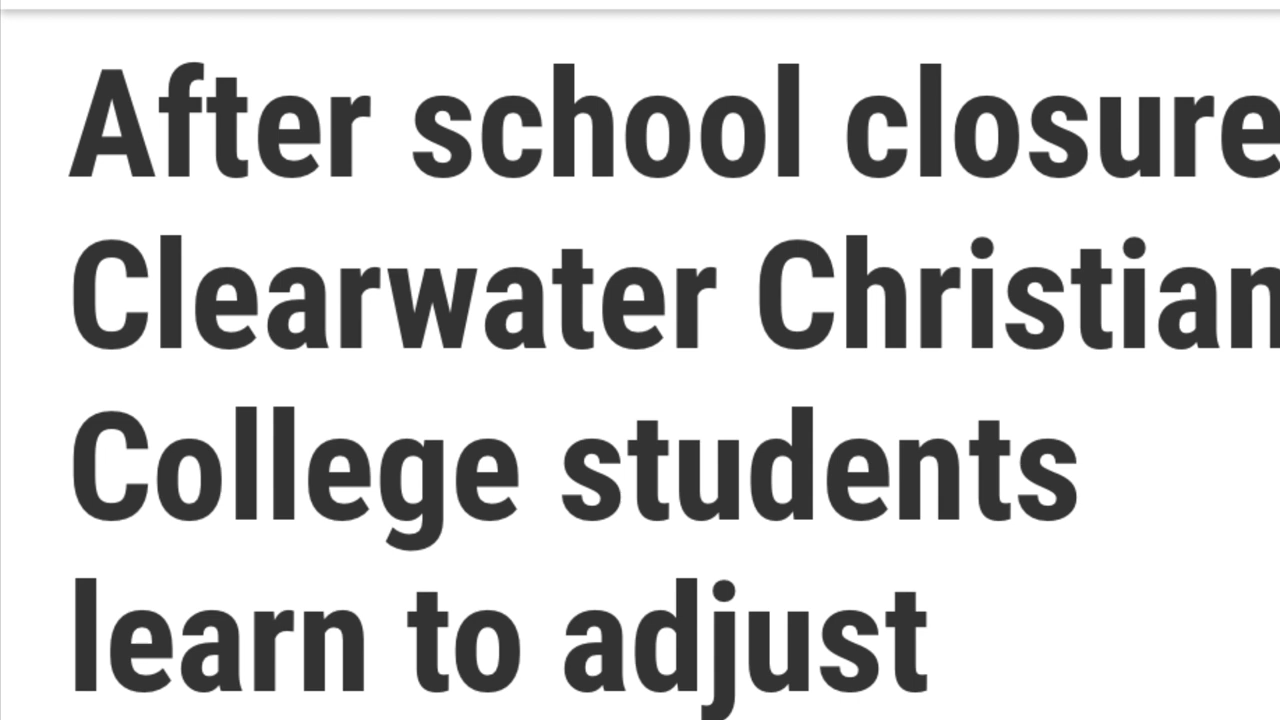 After school closure
Clearwater Christian
College students
learn to adjust